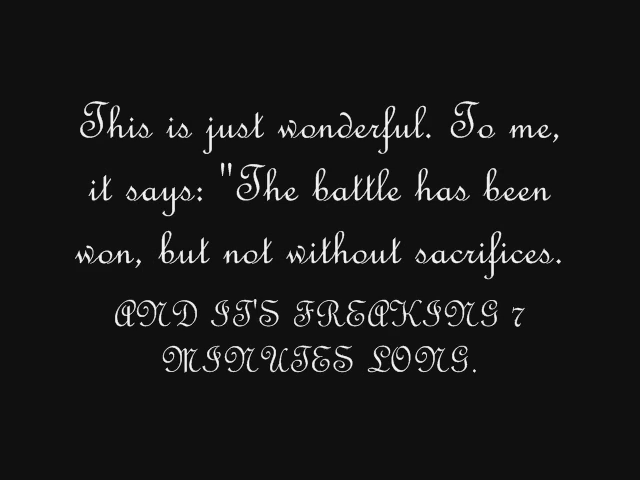 This is just wonderful. To me,
it says: "The battle has been
won, but not without sacrifices.
AND IT'S FREAKING 7
MINUTES LONG.